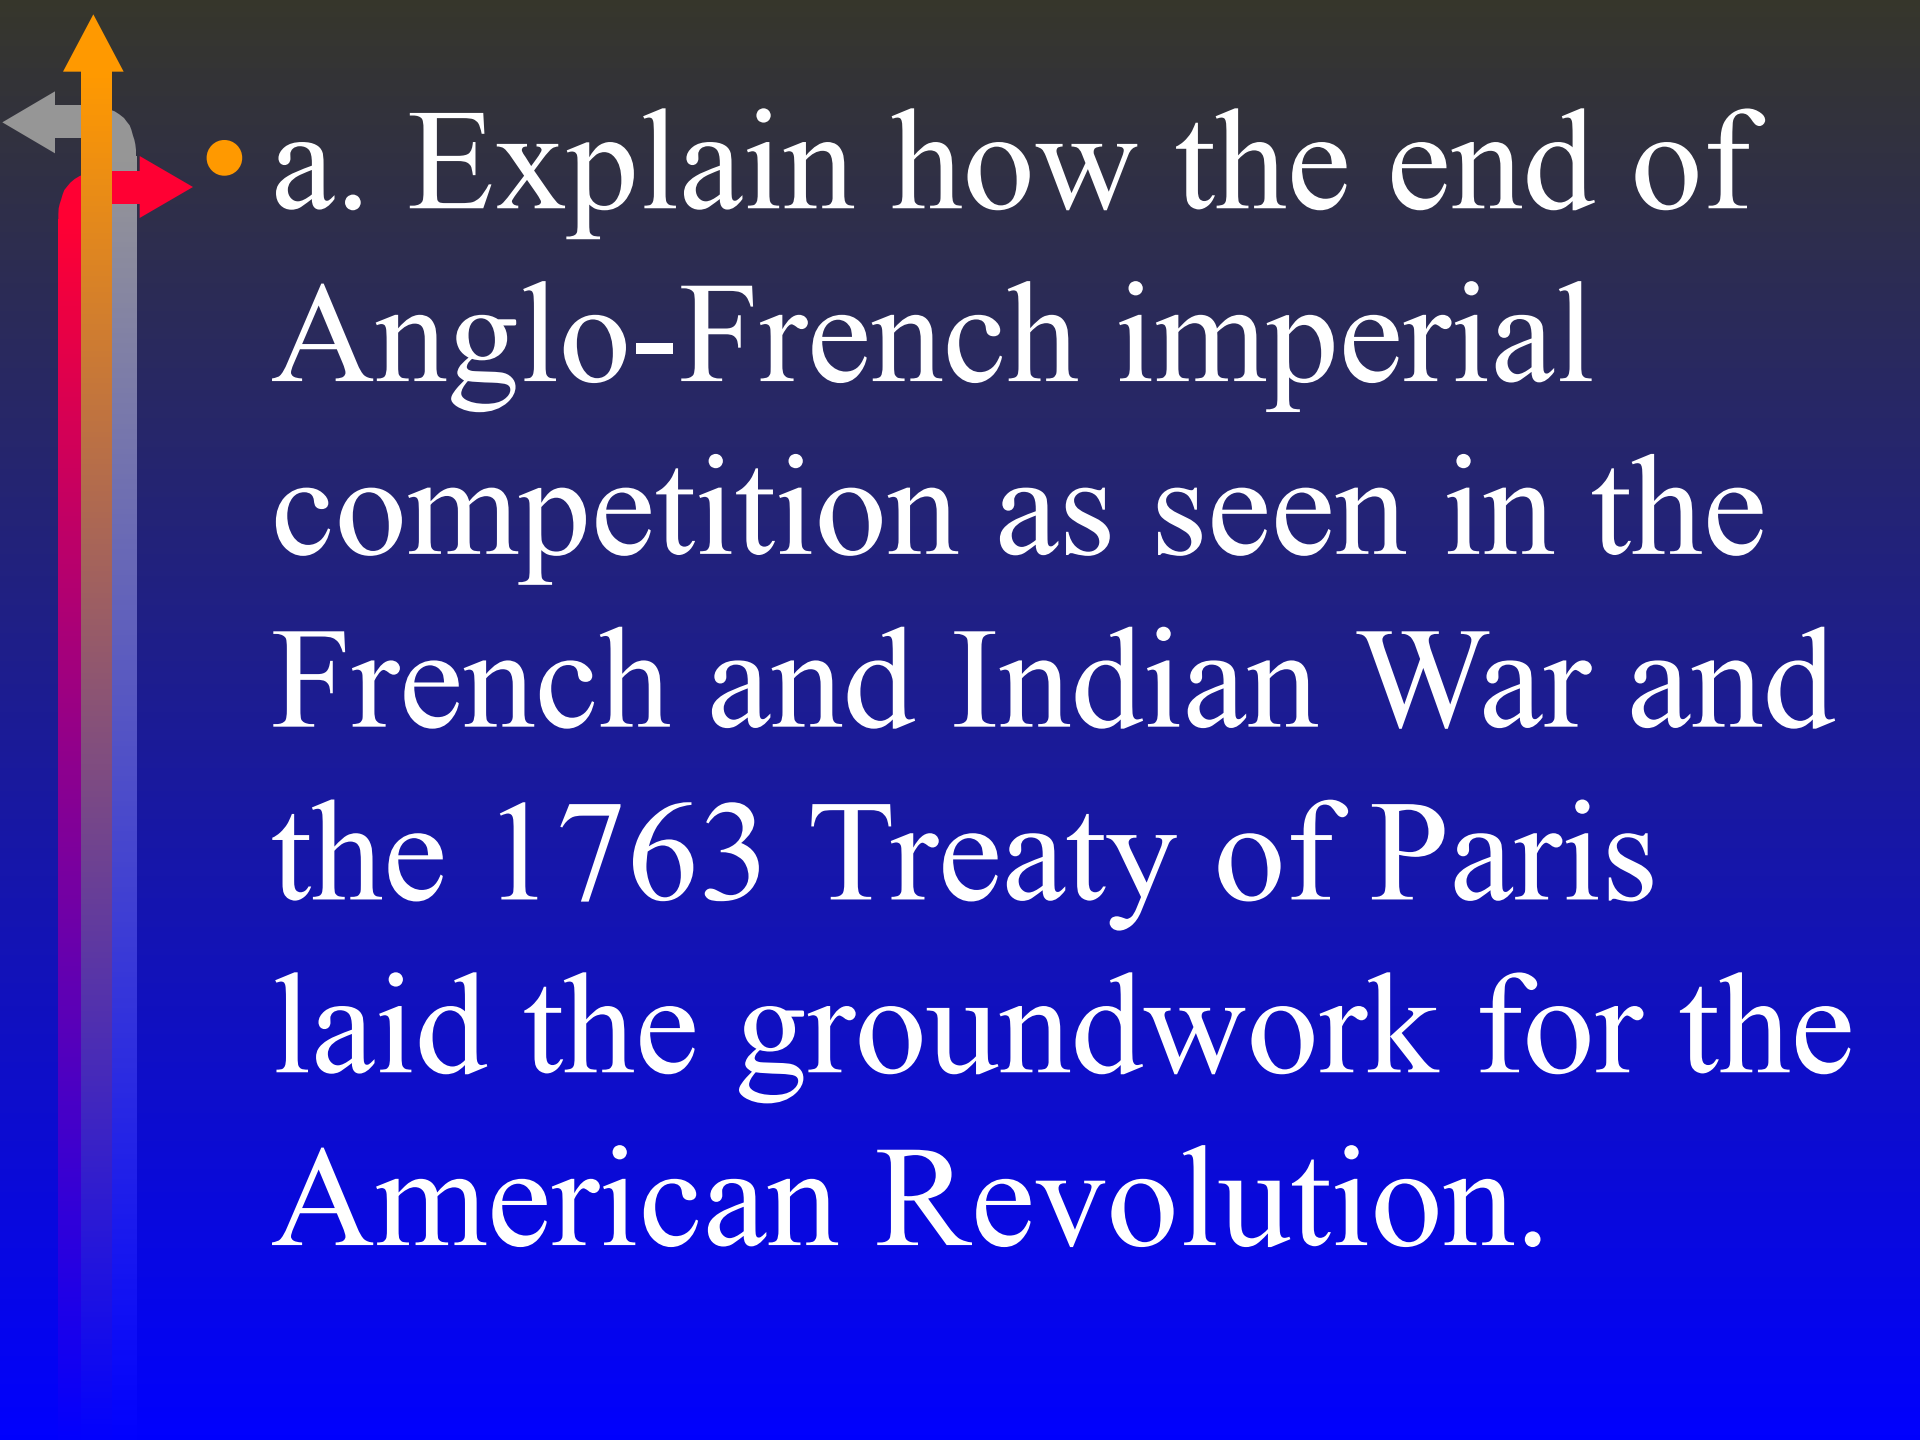 • a. Explain how the end of
Anglo-French imperial
competition as seen in the
French and Indian War and
the 1763 Treaty of Paris
laid the groundwork for the
American Revolution.